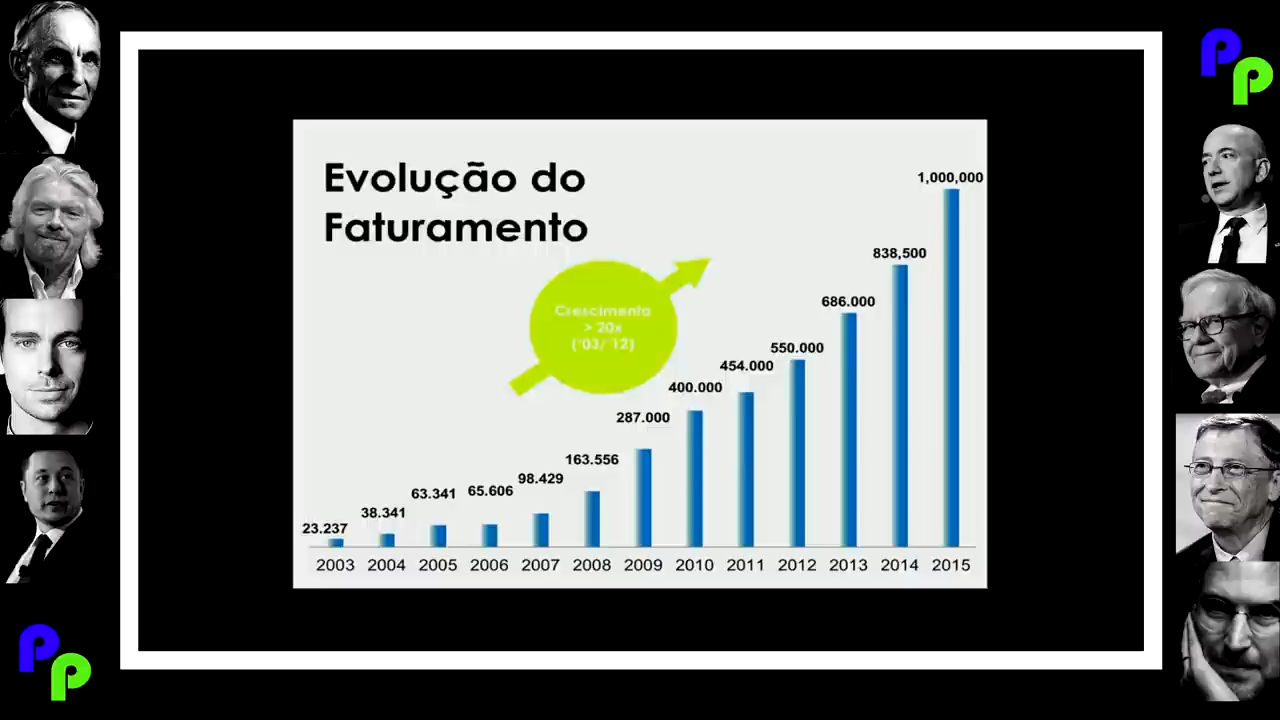 PP
Evolução do
Faturamento
Crescimento
> 20x
('03/'12)
23.237
38.341
63.341
65.606
98.429
163.556
287.000
400.000
454.000
550.000
686.000
838,500
1,000,000
2003 2004 2005 2006 2007 2008 2009 2010 2011 2012 2013 2014 2015
PP